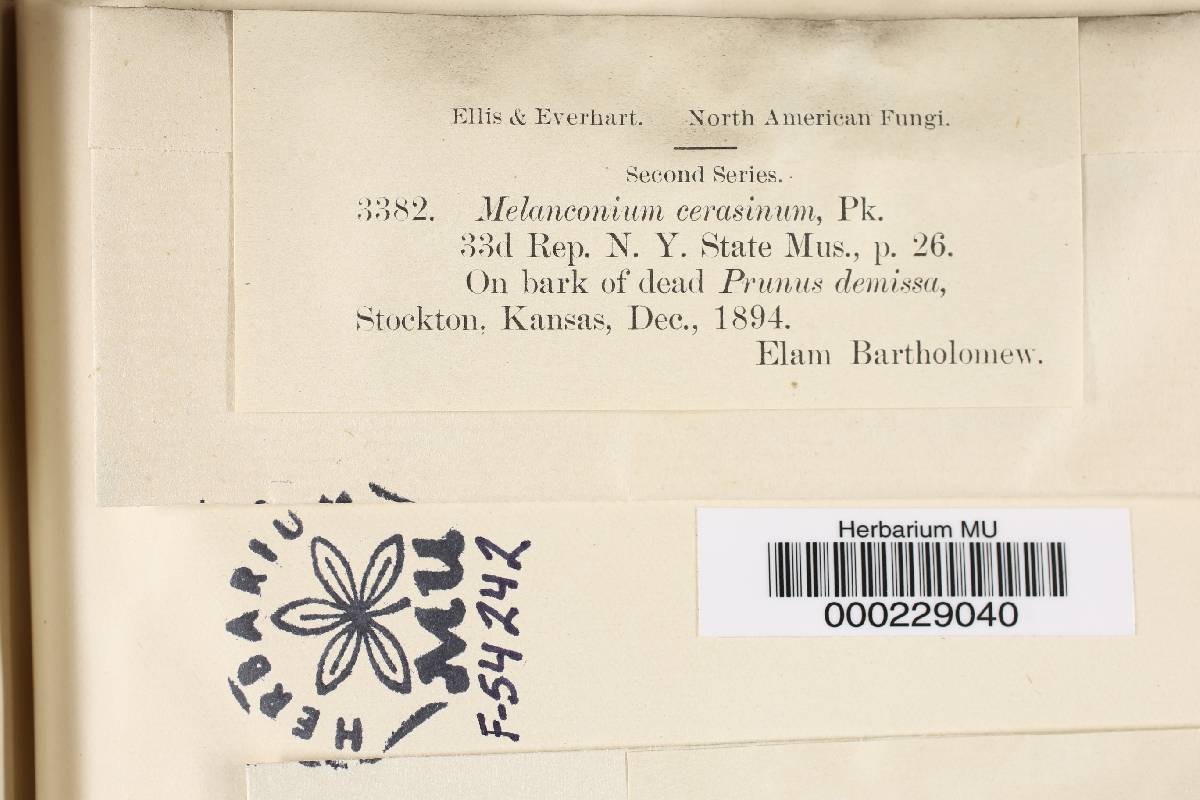 Ellis & Everhart. North American Fungi.
Second Series.
3382. Melanconium cerasinum, Pk.
33d Rep. N. Y. State Mus., p. 26.
On bark of dead Prunus demissa,
Stockton, Kansas, Dec., 1894.
Elam Bartholomew.
HERBARIU
MU
F-54242
Herbarium MU
000229040